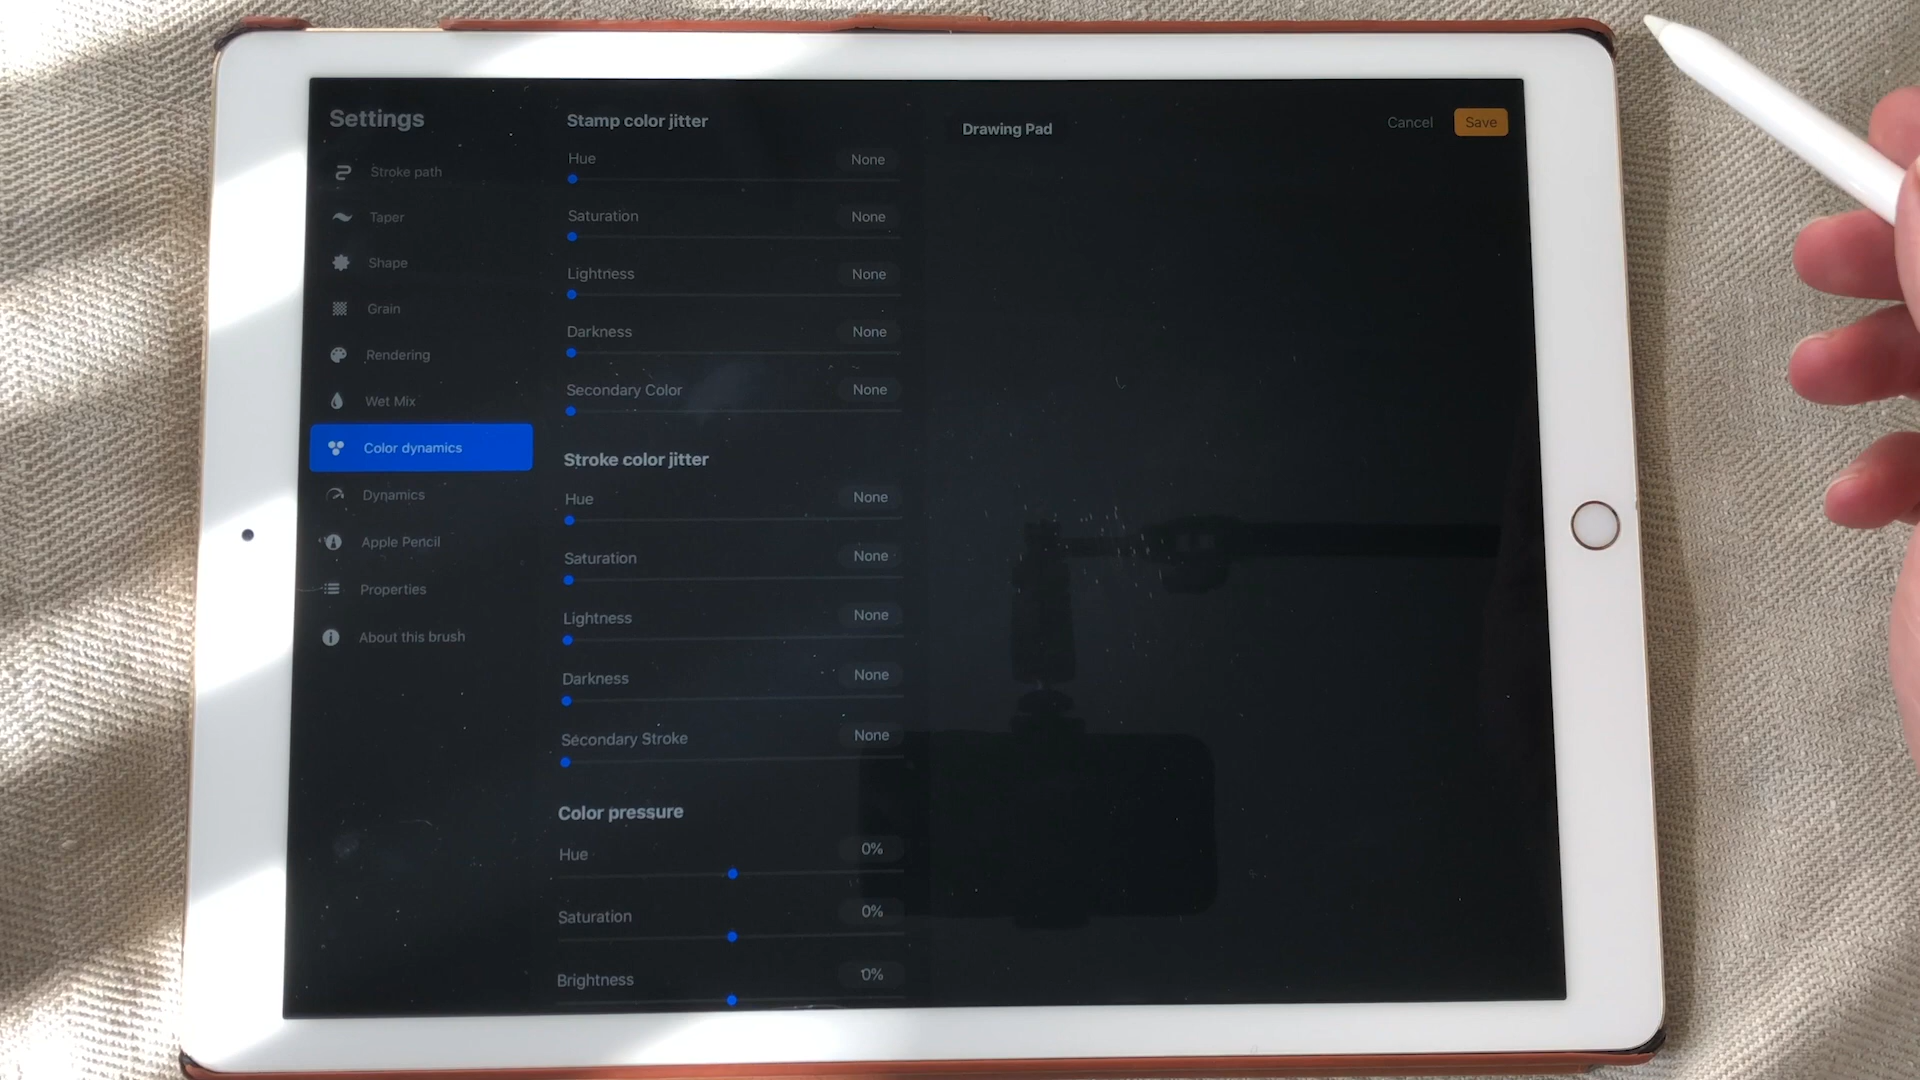 Settings
Stroke path
Taper
Shape
Grain
Rendering
Wet Mix
Color dynamics
Dynamics
Apple Pencil
Properties
About this brush
Stamp color jitter
Hue None
Saturation None
Lightness None
Darkness None
Secondary Color None
Stroke color jitter
Hue None
Saturation None
Lightness None
Darkness None
Secondary Stroke None
Color pressure
Hue 0%
Saturation 0%
Brightness 0%
Drawing Pad
Cancel
Save